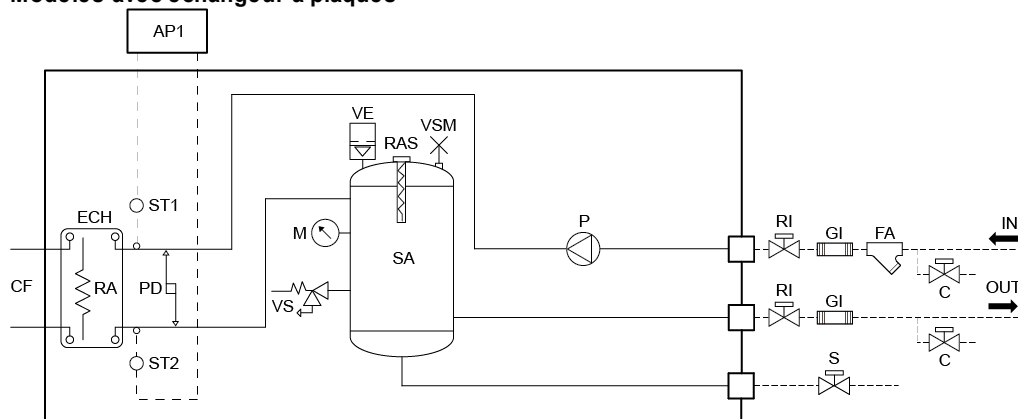 Modèles avec échangeur à plaques
AP1
VE
VSM
RAS
ST1
ECH
M
P
RI
GI
FA
IN
SA
CF
RA
PD
C
OUT
VS
RI
GI
ST2
S
C